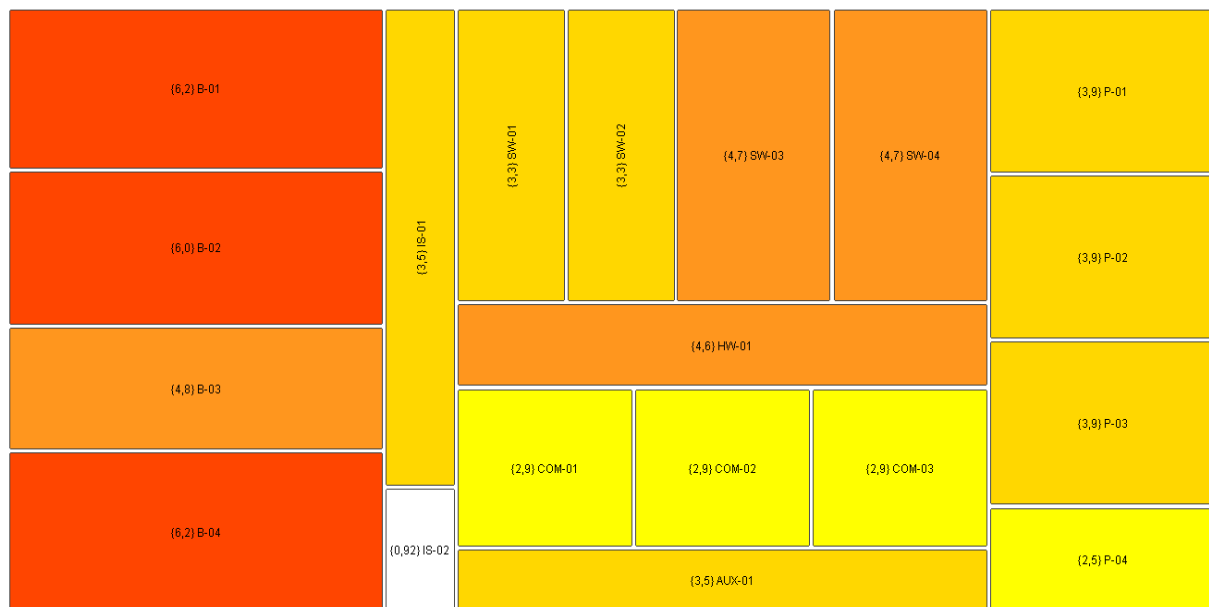 {6,2} B-01
{6,0} B-02
{4,8} B-03
{6,2} B-04
{3,5} IS-01
{0,92} IS-02
{3,3} SW-01
{3,3} SW-02
{4,7} SW-03
{4,7} SW-04
{4,6} HW-01
{2,9} COM-01
{2,9} COM-02
{2,9} COM-03
{3,5} AUX-01
{3,9} P-01
{3,9} P-02
{3,9} P-03
{2,5} P-04